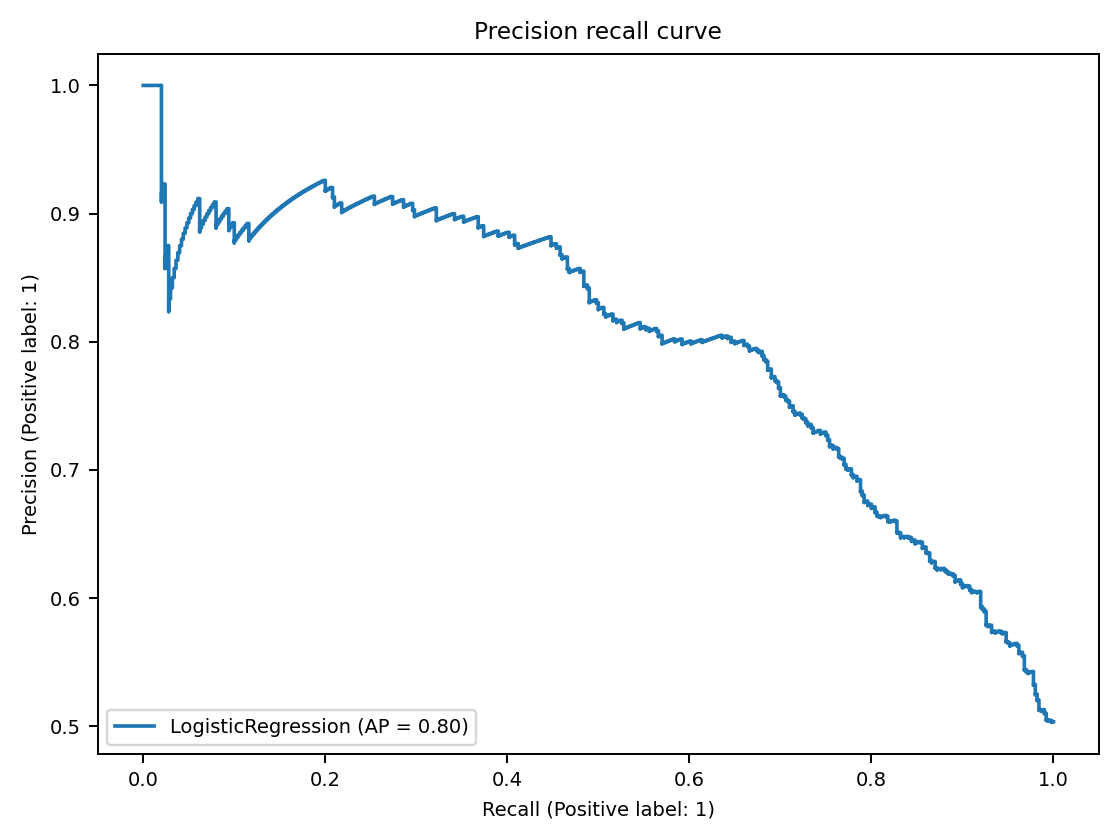 Precision recall curve
1.0
0.9
0.8
0.7
0.6
0.5
Precision (Positive label: 1)
LogisticRegression (AP = 0.80)
0.0 0.2 0.4 0.6 0.8 1.0
Recall (Positive label: 1)